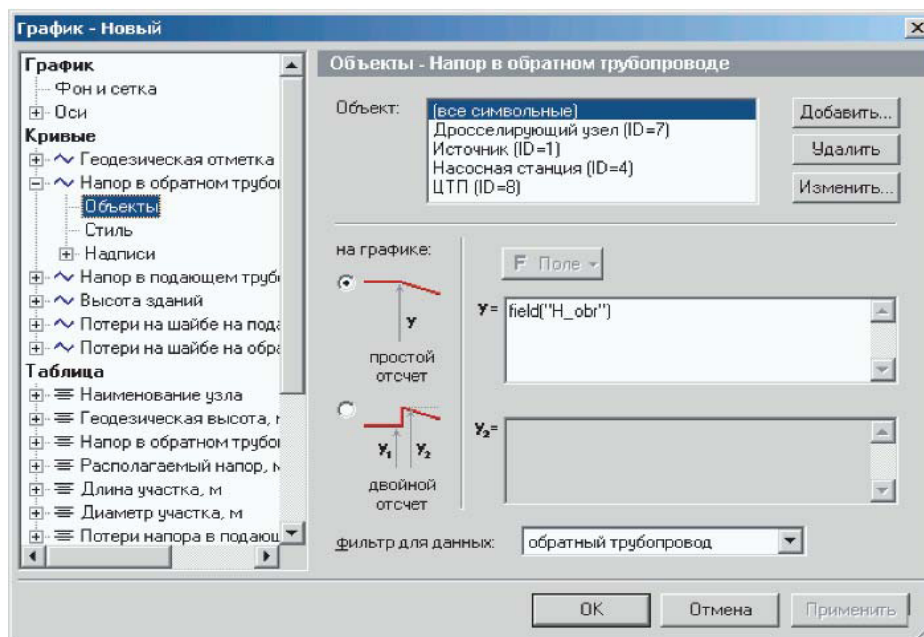 График - Новый
График
Фон и сетка
Оси
Кривые
Геодезическая отметка
Напор в обратном трубо
Объекты
Стиль
Надписи
Напор в подающем труб
Высота зданий
Потери на шайбе на пода
Потери на шайбе на обра
Таблица
Наименование узла
Геодезическая высота, м
Напор в обратном трубо
Располагаемый напор, м
Длина участка, м
Диаметр участка, м
Потери напора в подающ
Объекты - Напор в обратном трубопроводе
Объект:
(все символьные)
Дросселирующий узел (ID=7)
Источник (ID=1)
Насосная станция (ID=4)
ЦТП (ID=8)
Добавить...
Удалить
Изменить...
на графике:
F Поле
y
простой
отсчет
y= field("H_obr")
y1 y2
двойной
отсчет
y2=
фильтр для данных: обратный трубопровод
OK Отмена Применить